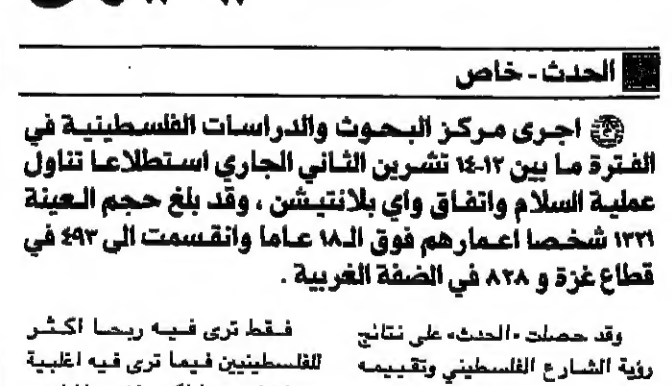 الحدث - خاص
اجرى مركز البحوث والدراسات الفلسطينية في
الفترة ما بين ١٢-١٤ تشرين الثاني الجاري استطلاعا تناول
عملية السلام واتفاق واي بلانتيشن ، وقد بلغ حجم العينة
١٣٢١ شخصا اعمارهم فوق الـ١٨ عاما وانقسمت الى ٤٩٣ في
قطاع غزة و ٨٢٨ في الضفة الغربية .
وقد حصلت «الحدث» على نتائج
رؤية الشارع الفلسطيني وتقييمه
فقط ترى فيه ربحا اكثر
للفلسطينيين فيما ترى فيه اغلبية